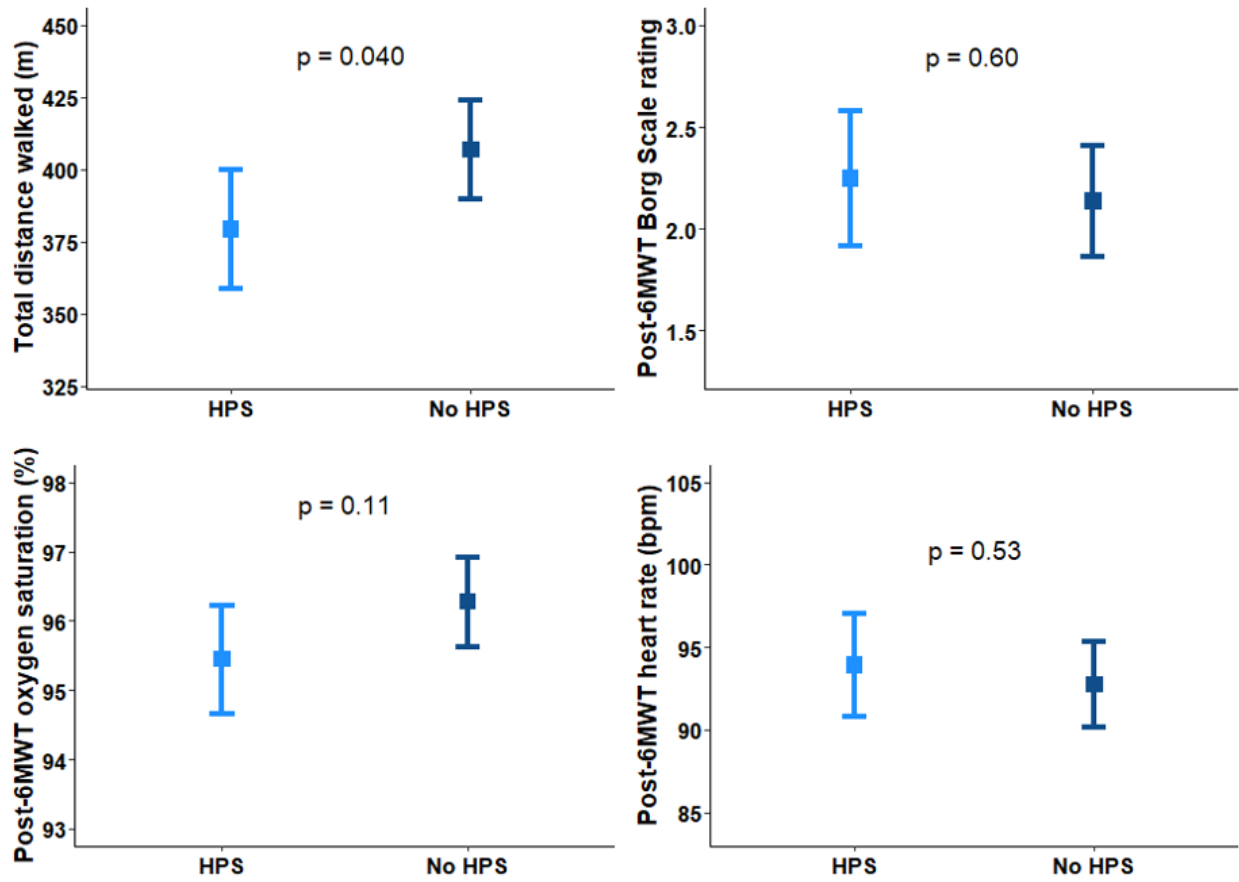 Total distance walked (m)
450
425
400
375
350
325
p = 0.040
HPS No HPS
Post-6MWT Borg Scale rating
3.0
2.5
2.0
1.5
p = 0.60
HPS No HPS
Post-6MWT oxygen saturation (%)
98
97
96
95
94
93
p = 0.11
HPS No HPS
Post-6MWT heart rate (bpm)
105
100
95
90
85
p = 0.53
HPS No HPS